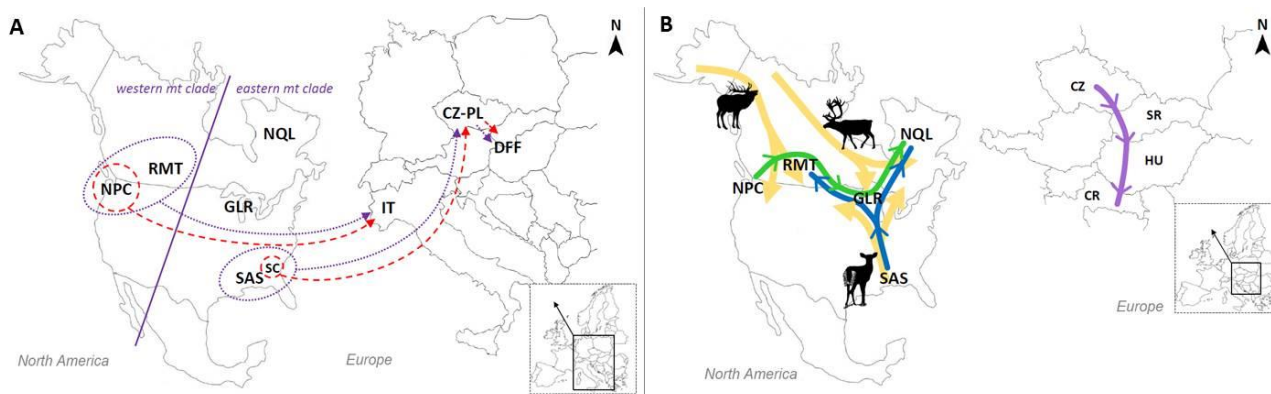 A
western mt clade
eastern mt clade
NQL
RMT
NPC
GLR
SC
SAS
North America
N
CZ-PL
DFF
IT
Europe
B
NQL
RMT
NPC
GLR
SAS
North America
N
CZ
SR
HU
CR
Europe